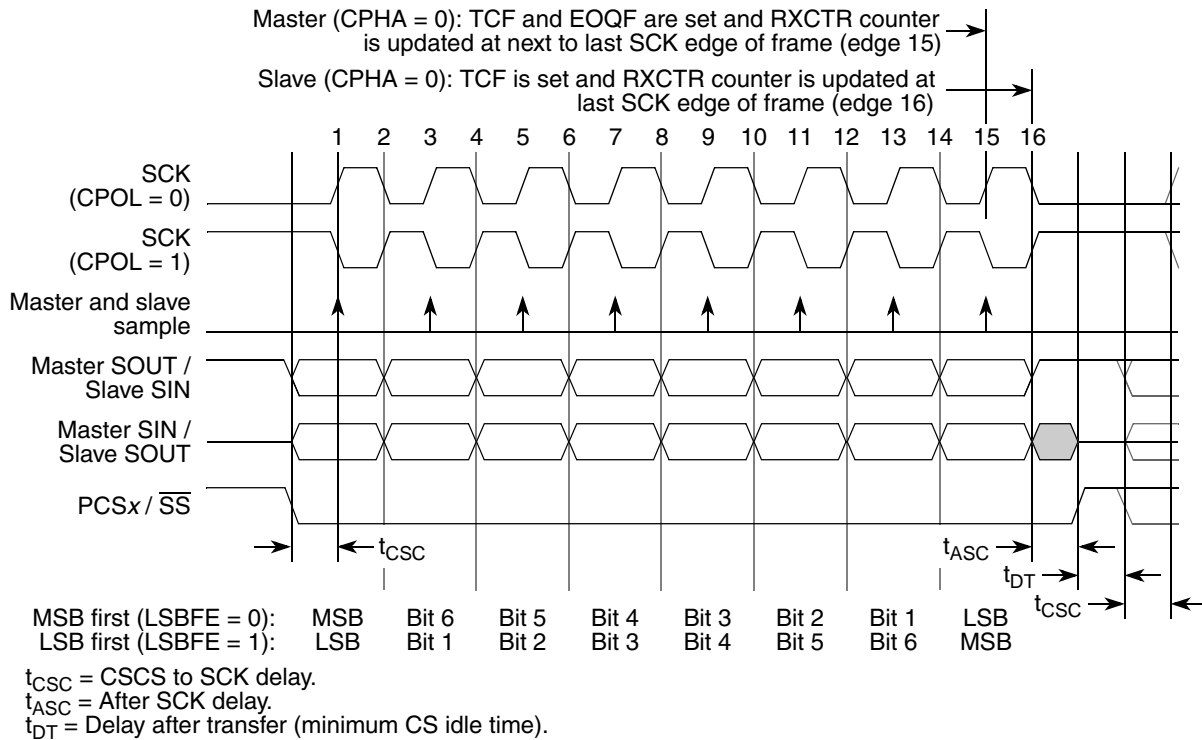 Master (CPHA = 0): TCF and EOQF are set and RXCTR counter
is updated at next to last SCK edge of frame (edge 15)
Slave (CPHA = 0): TCF is set and RXCTR counter is updated at
last SCK edge of frame (edge 16)
1 2 3 4 5 6 7 8 9 10 11 12 13 14 15 16
SCK
(CPOL = 0)
SCK
(CPOL = 1)
Master and slave
sample
Master SOUT /
Slave SIN
Master SIN /
Slave SOUT
PCSx / S̅S̅
tCSC tASC
tDT
tCSC
MSB first (LSBFE = 0): MSB Bit 6 Bit 5 Bit 4 Bit 3 Bit 2 Bit 1 LSB
LSB first (LSBFE = 1): LSB Bit 1 Bit 2 Bit 3 Bit 4 Bit 5 Bit 6 MSB
tCSC = CSCS to SCK delay.
tASC = After SCK delay.
tDT = Delay after transfer (minimum CS idle time).